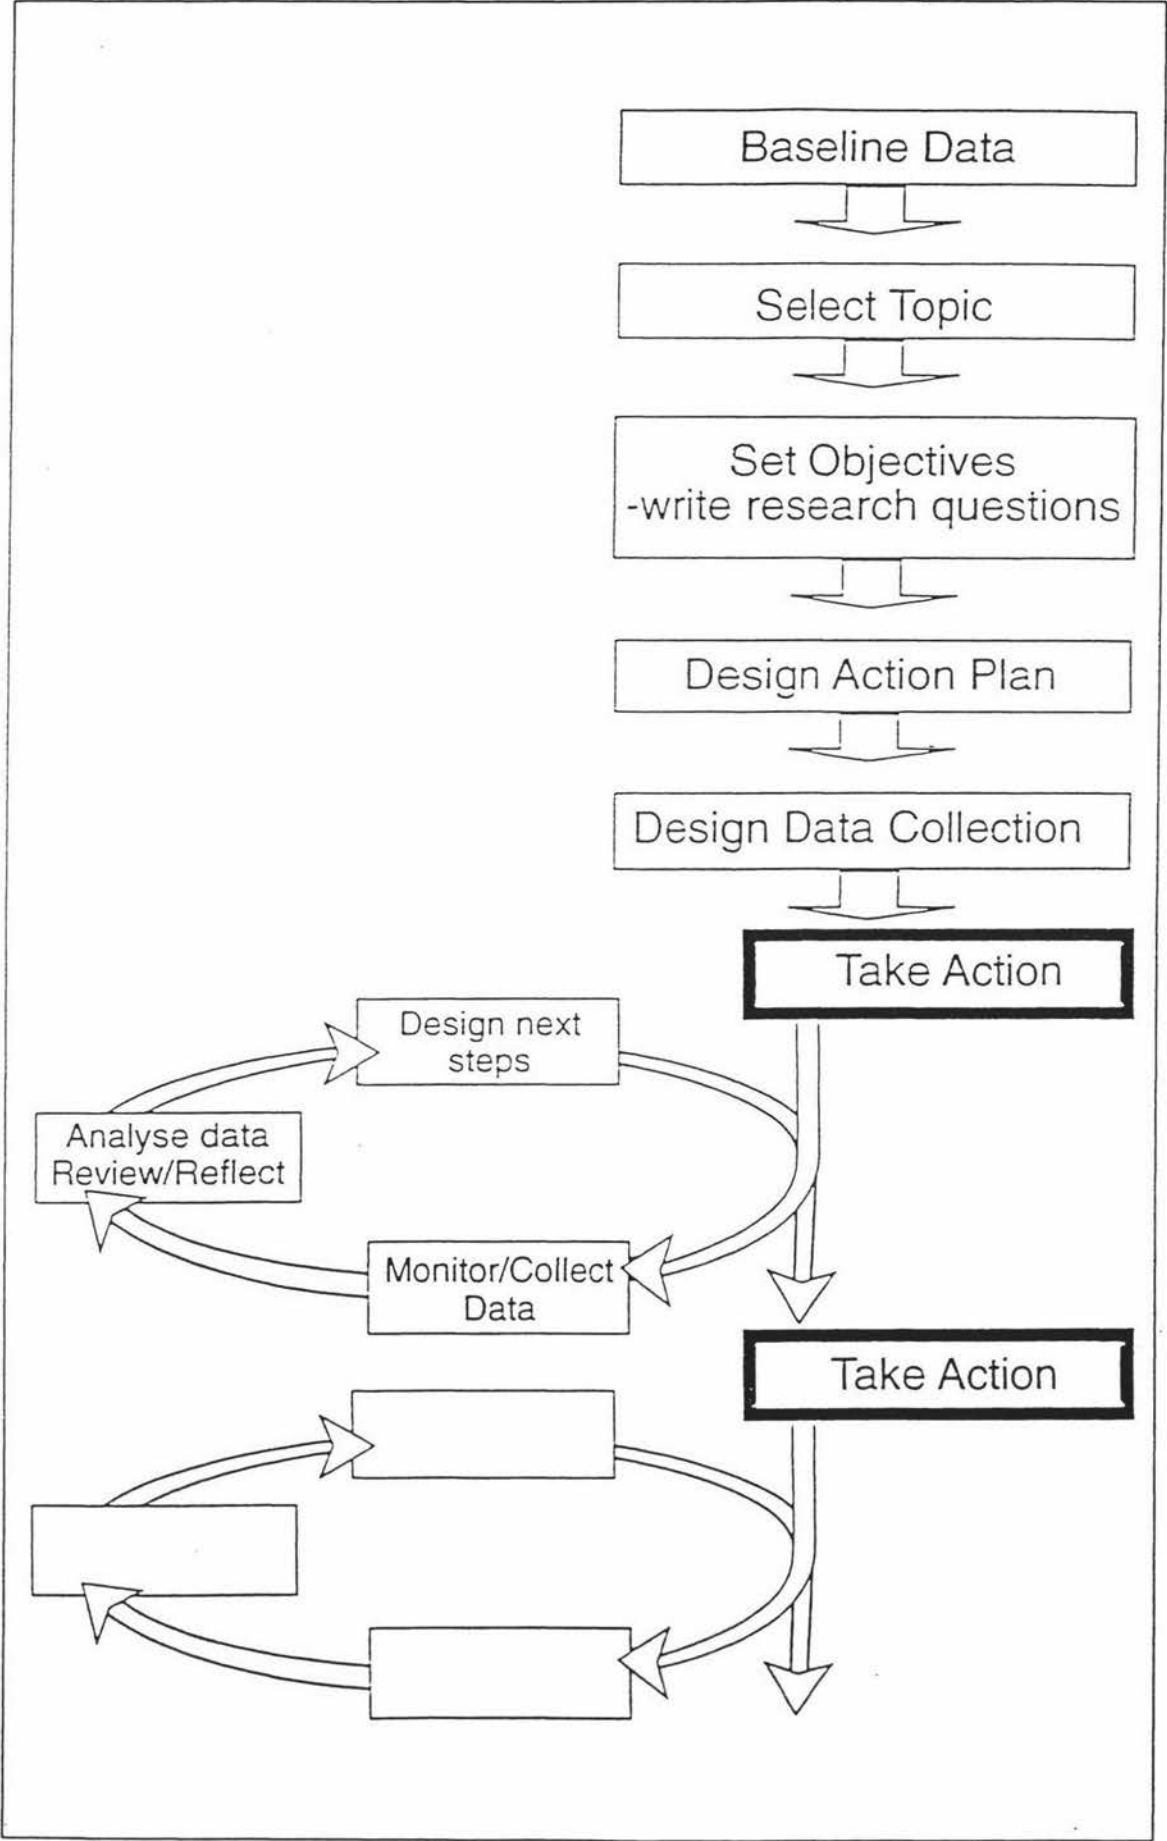 Baseline Data
Select Topic
Set Objectives
-write research questions
Design Action Plan
Design Data Collection
Take Action
Design next
steps
Analyse data
Review/Reflect
Monitor/Collect
Data
Take Action